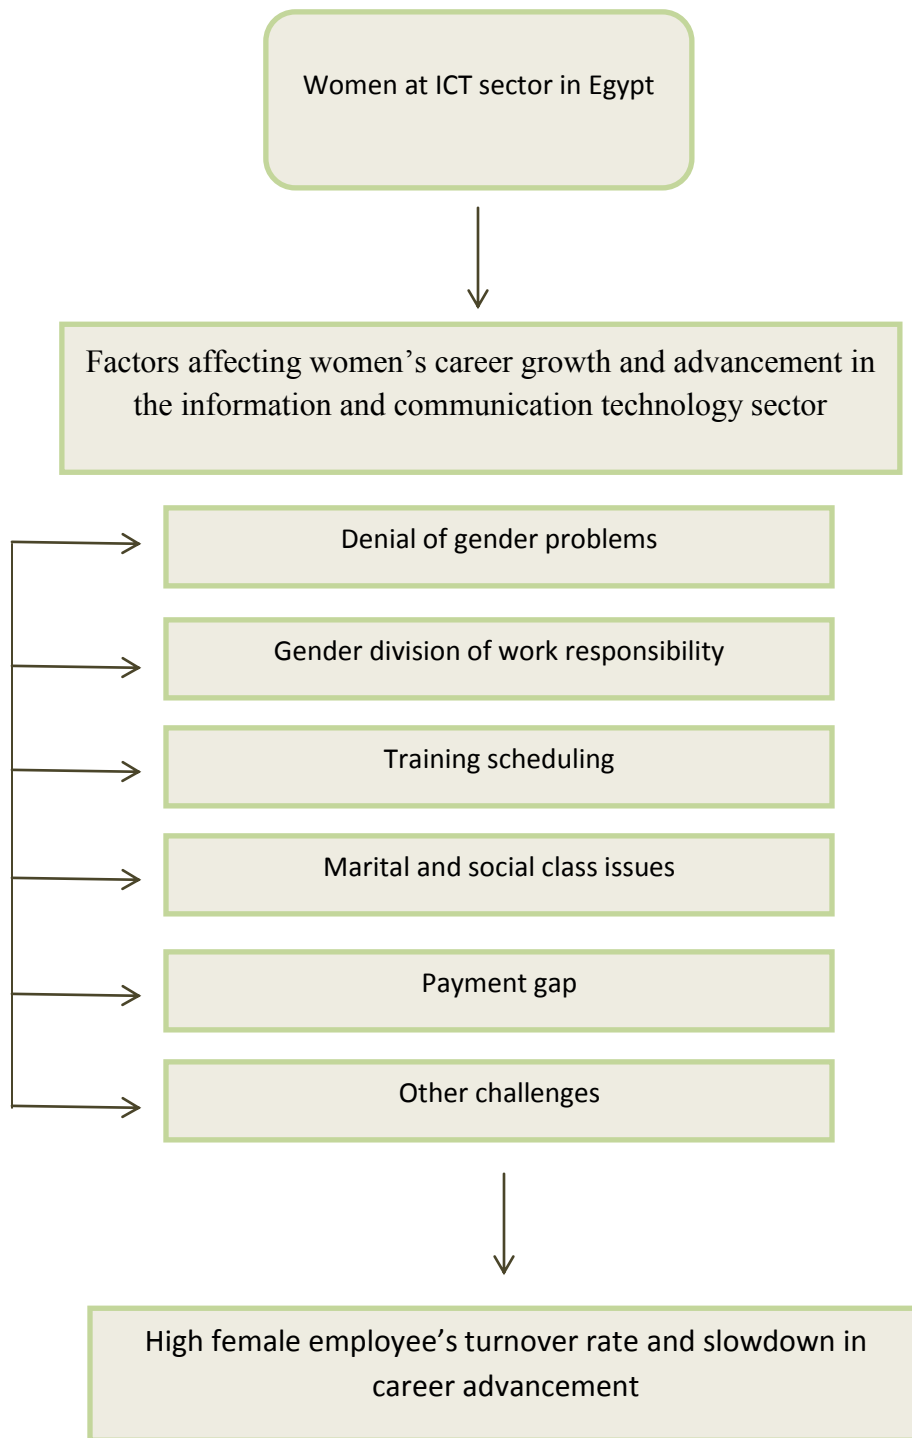 Women at ICT sector in Egypt
Factors affecting women’s career growth and advancement in
the information and communication technology sector
Denial of gender problems
Gender division of work responsibility
Training scheduling
Marital and social class issues
Payment gap
Other challenges
High female employee’s turnover rate and slowdown in
career advancement